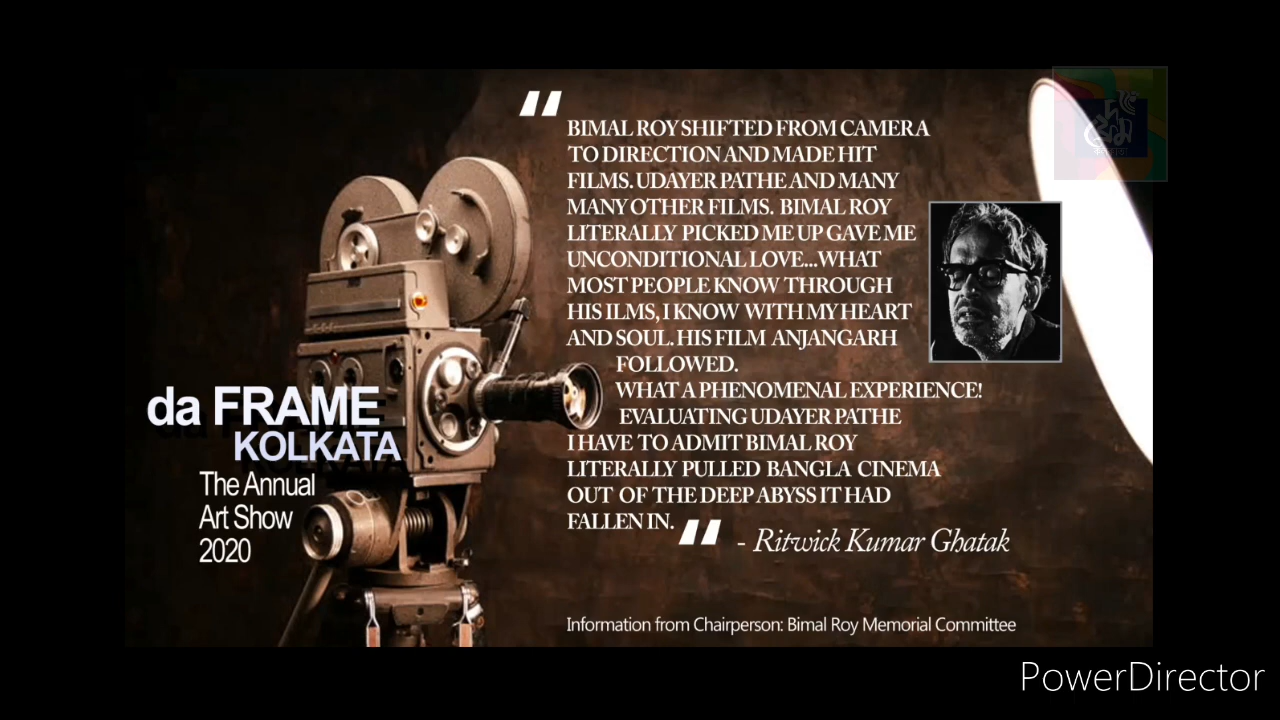 BIMAL ROY SHIFTED FROM CAMERA
TO DIRECTION AND MADE HIT
FILMS. UDAYER PATHE AND MANY
MANY OTHER FILMS. BIMAL ROY
LITERALLY PICKED ME UP GAVE ME
UNCONDITIONAL LOVE...WHAT
MOST PEOPLE KNOW THROUGH
HIS ILMS, I KNOW WITH MY HEART
AND SOUL. HIS FILM ANJANGARH
FOLLOWED.
WHAT A PHENOMENAL EXPERIENCE!
EVALUATING UDAYER PATHE
I HAVE TO ADMIT BIMAL ROY
LITERALLY PULLED BANGLA CINEMA
OUT OF THE DEEP ABYSS IT HAD
FALLEN IN. "
- Ritwick Kumar Ghatak
Information from Chairperson: Bimal Roy Memorial Committee
da FRAME
KOLKATA
The Annual
Art Show
2020
PowerDirector